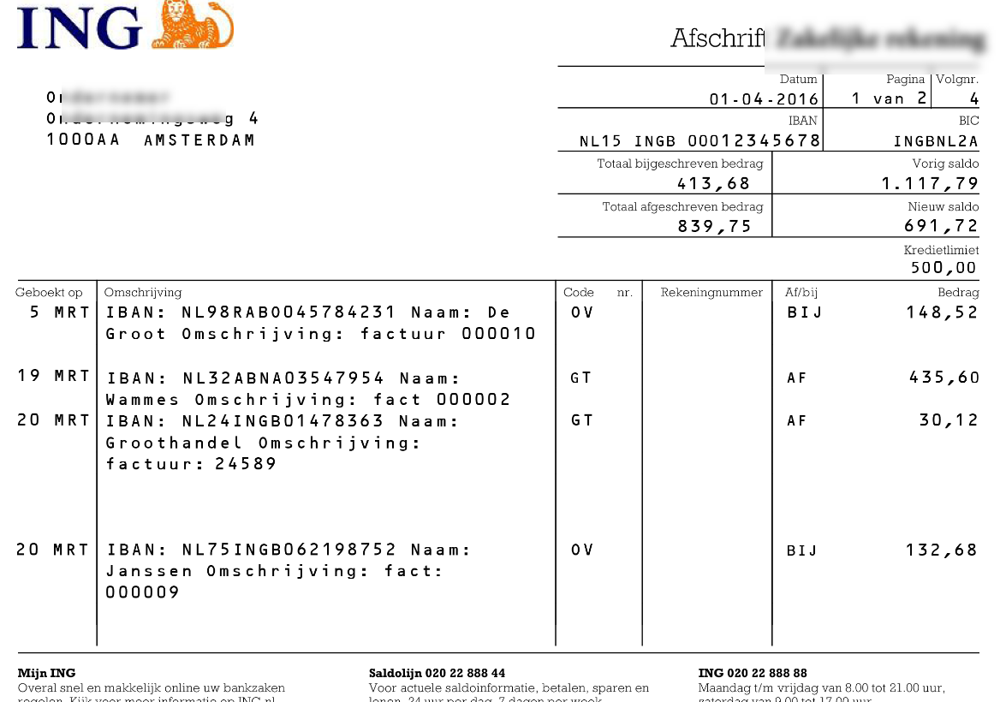 ING
Afschrift
Datum Pagina Volgnr.
01-04-2016 1 van 2 4
4
IBAN BIC
1000AA AMSTERDAM
NL15 INGB 00012345678 INGBNL2A
Totaal bijgeschreven bedrag Vorig saldo
413,68 1.117,79
Totaal afgeschreven bedrag Nieuw saldo
839,75 691,72
Kredietlimiet
500,00
Geboekt op Omschrijving Code nr. Rekeningnummer Af/bij Bedrag
5 MRT IBAN: NL98RABO0045784231 Naam: De OV BIJ 148,52
Groot Omschrijving: factuur 000010
19 MRT IBAN: NL32ABNA03547954 Naam: GT AF 435,60
Wammes Omschrijving: fact 000002
20 MRT IBAN: NL24INGB01478363 Naam: GT AF 30,12
Groothandel Omschrijving:
factuur: 24589
20 MRT IBAN: NL75INGB062198752 Naam: OV BIJ 132,68
Janssen Omschrijving: fact:
000009
Mijn ING Saldolijn 020 22 888 44 ING 020 22 888 88
Overal snel en makkelijk online uw bankzaken Voor actuele saldoinformatie, betalen, sparen en Maandag t/m vrijdag van 8.00 tot 21.00 uur,
regelen. Kijk voor meer informatie op ING.nl lenen. 24 uur per dag, 7 dagen per week. zaterdag van 9.00 tot 17.00 uur.